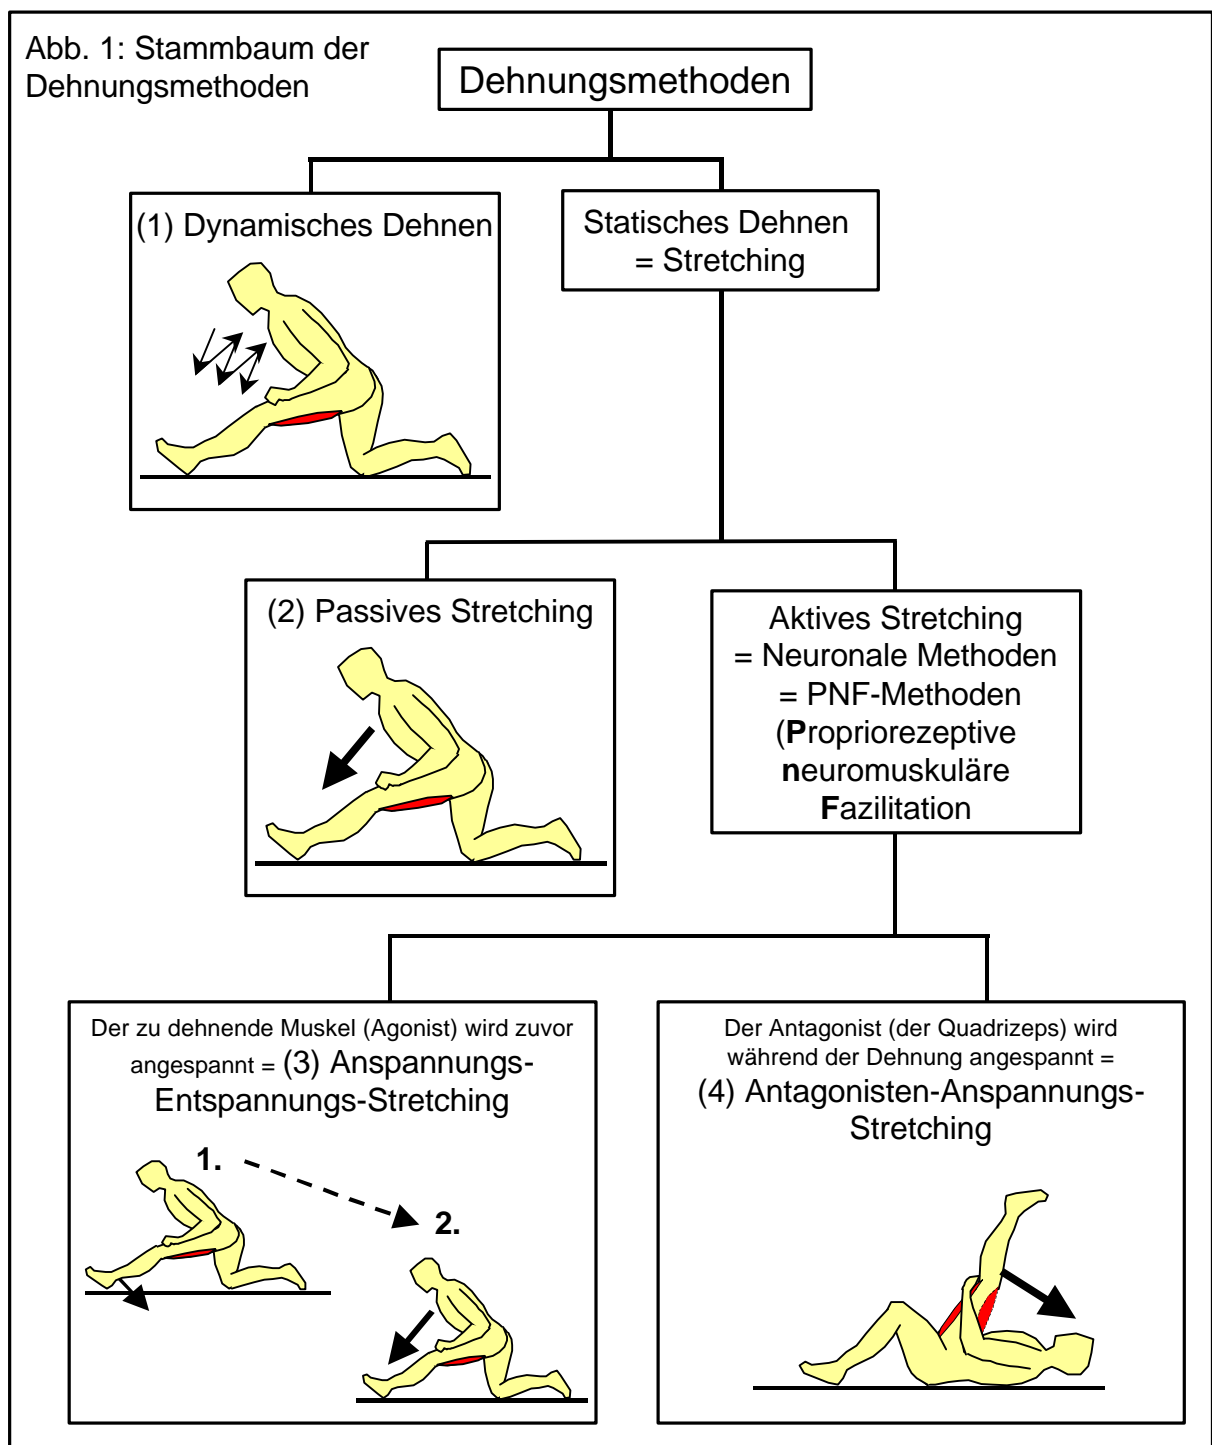 Abb. 1: Stammbaum der
Dehnungsmethoden
Dehnungsmethoden
(1) Dynamisches Dehnen
Statisches Dehnen
= Stretching
(2) Passives Stretching
Aktives Stretching
= Neuronale Methoden
= PNF-Methoden
(Propriorezeptive
neuromuskuläre
Fazilitation
Der zu dehnende Muskel (Agonist) wird zuvor
angespannt = (3) Anspannungs-
Entspannungs-Stretching
1.
2.
Der Antagonist (der Quadrizeps) wird
während der Dehnung angespannt =
(4) Antagonisten-Anspannungs-
Stretching